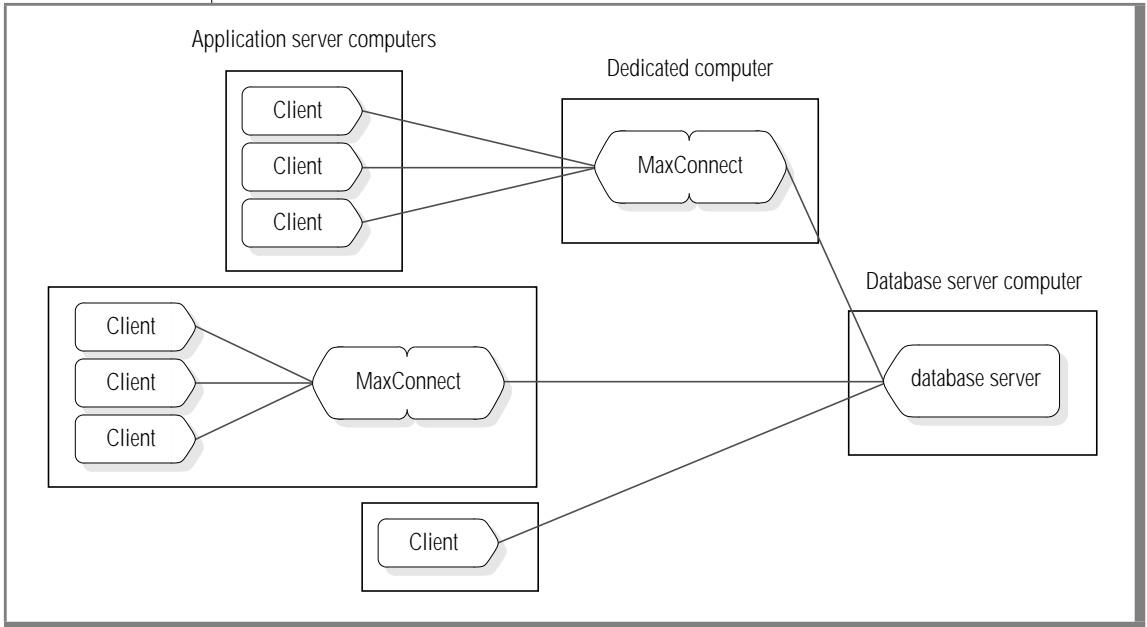 Application server computers
Dedicated computer
Client
Client
Client
MaxConnect
Database server computer
Client
Client
Client
MaxConnect
database server
Client